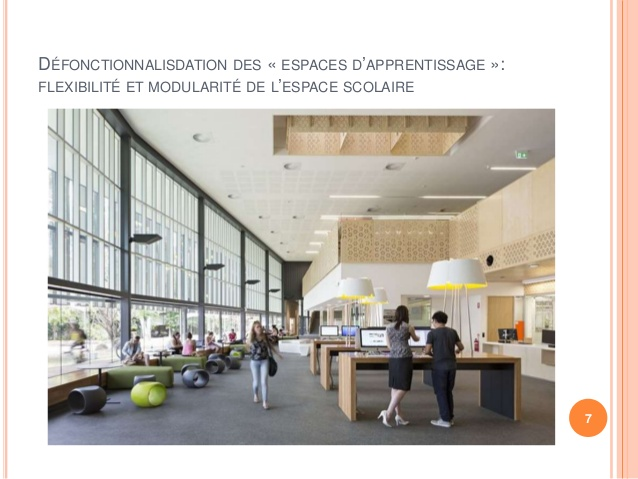 DÉFONCTIONNALISDATION DES « ESPACES D’APPRENTISSAGE »:
FLEXIBILITÉ ET MODULARITÉ DE L’ESPACE SCOLAIRE
7